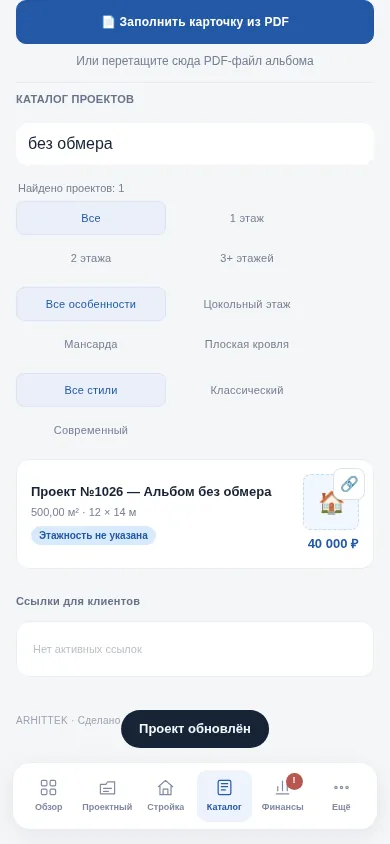 Заполнить карточку из PDF
Или перетащите сюда PDF-файл альбома
КАТАЛОГ ПРОЕКТОВ
без обмера
Найдено проектов: 1
Все
1 этаж
2 этажа
3+ этажей
Все особенности
Цокольный этаж
Мансарда
Плоская кровля
Все стили
Классический
Современный
Проект №1026 — Альбом без обмера
500,00 м² · 12 × 14 м
Этажность не указана
40 000 ₽
Ссылки для клиентов
Нет активных ссылок
ARHITTEK · Сделано
Проект обновлён
Обзор
Проектный
Стройка
Каталог
!
Финансы
Ещё